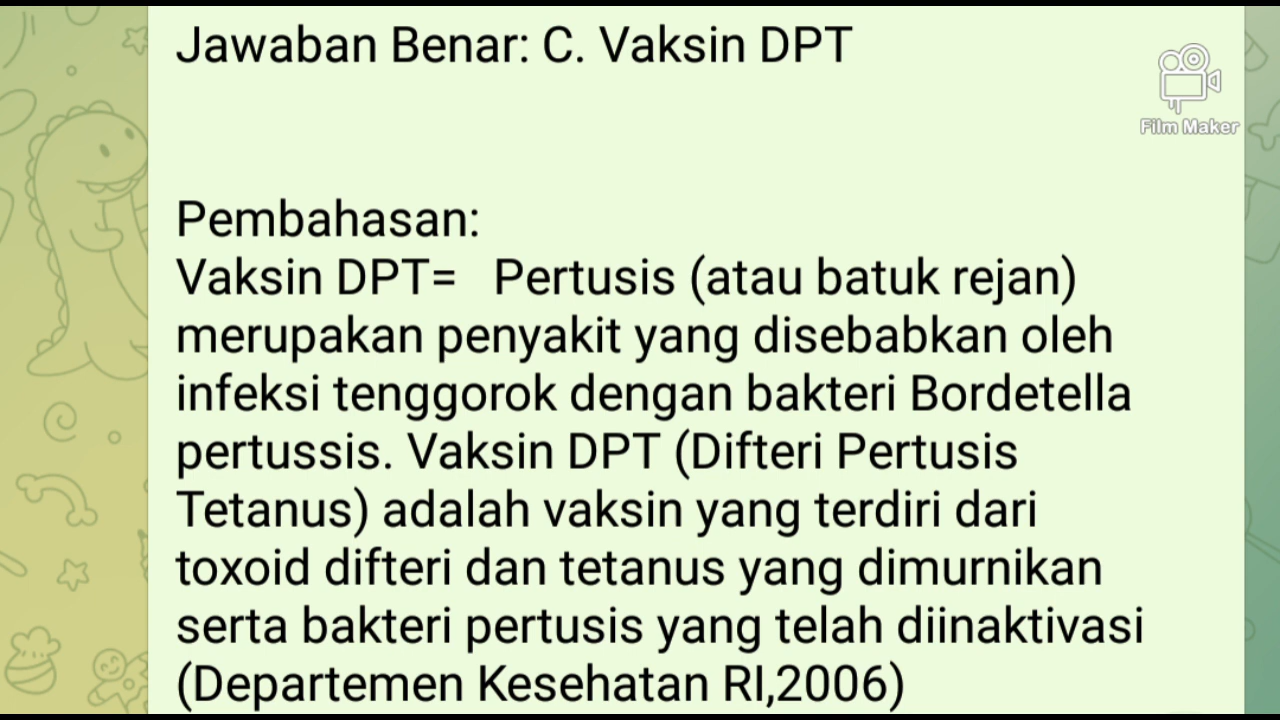 Jawaban Benar: C. Vaksin DPT
Film Maker
Pembahasan:
Vaksin DPT= Pertusis (atau batuk rejan)
merupakan penyakit yang disebabkan oleh
infeksi tenggorok dengan bakteri Bordetella
pertussis. Vaksin DPT (Difteri Pertusis
Tetanus) adalah vaksin yang terdiri dari
toxoid difteri dan tetanus yang dimurnikan
serta bakteri pertusis yang telah diinaktivasi
(Departemen Kesehatan RI,2006)